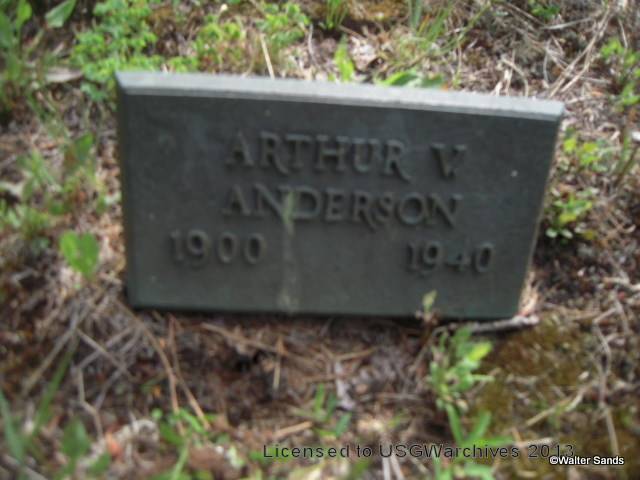 ARTHUR V.
ANDERSON
1900 1940
Licensed to USGWarchives 2013
©Walter Sands